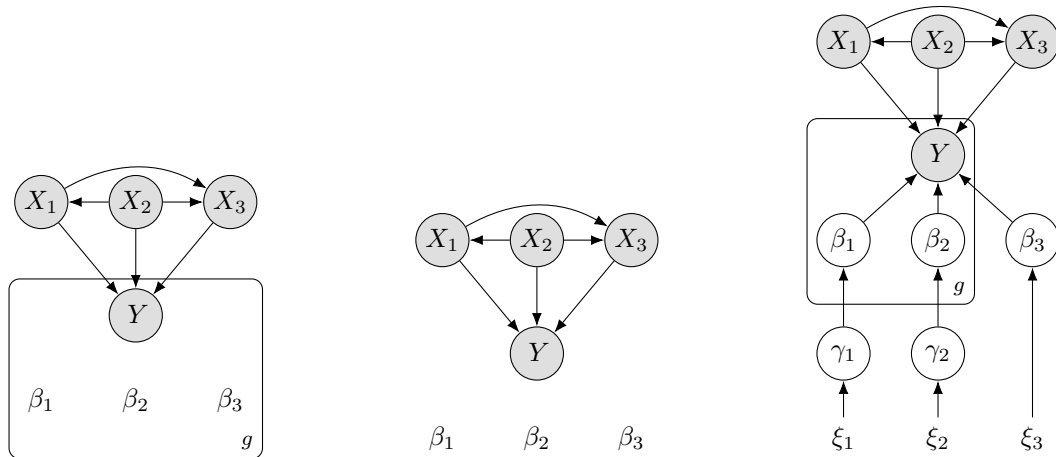 X₁ X₂ X₃
Y
β₁ β₂ β₃
g
X₁ X₂ X₃
Y
β₁ β₂ β₃
X₁ X₂ X₃
Y
β₁ β₂ β₃
g
γ₁ γ₂
ξ₁ ξ₂ ξ₃